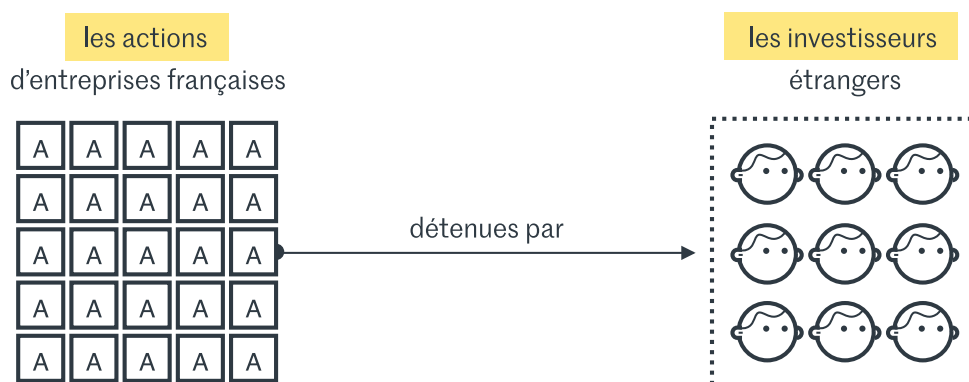 les actions
d'entreprises françaises
les investisseurs
étrangers
A A A A A
A A A A A
A A A A A
A A A A A
A A A A A
détenues par